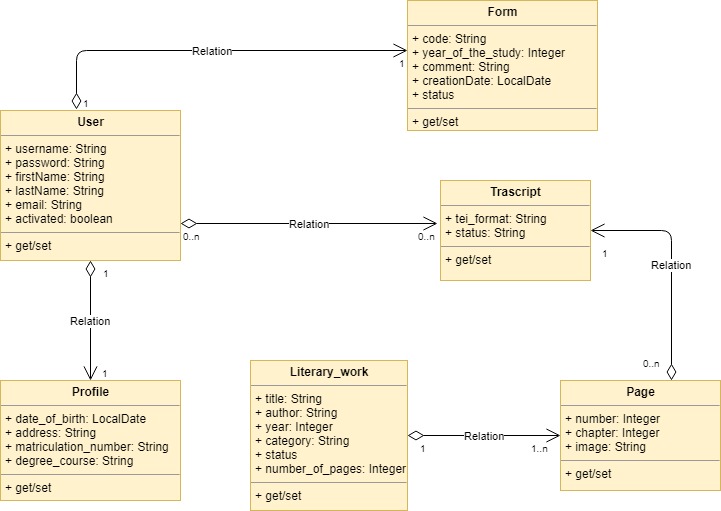 Form
+ code: String
+ year_of_the_study: Integer
+ comment: String
+ creationDate: LocalDate
+ status
+ get/set
Relation
1
1
User
+ username: String
+ password: String
+ firstName: String
+ lastName: String
+ email: String
+ activated: boolean
+ get/set
Relation
0..n
0..n
Trascript
+ tei_format: String
+ status: String
+ get/set
1
Relation
0..n
1
Relation
1
Profile
+ date_of_birth: LocalDate
+ address: String
+ matriculation_number: String
+ degree_course: String
+ get/set
Literary_work
+ title: String
+ author: String
+ year: Integer
+ category: String
+ status
+ number_of_pages: Integer
+ get/set
Relation
1
1..n
Page
+ number: Integer
+ chapter: Integer
+ image: String
+ get/set